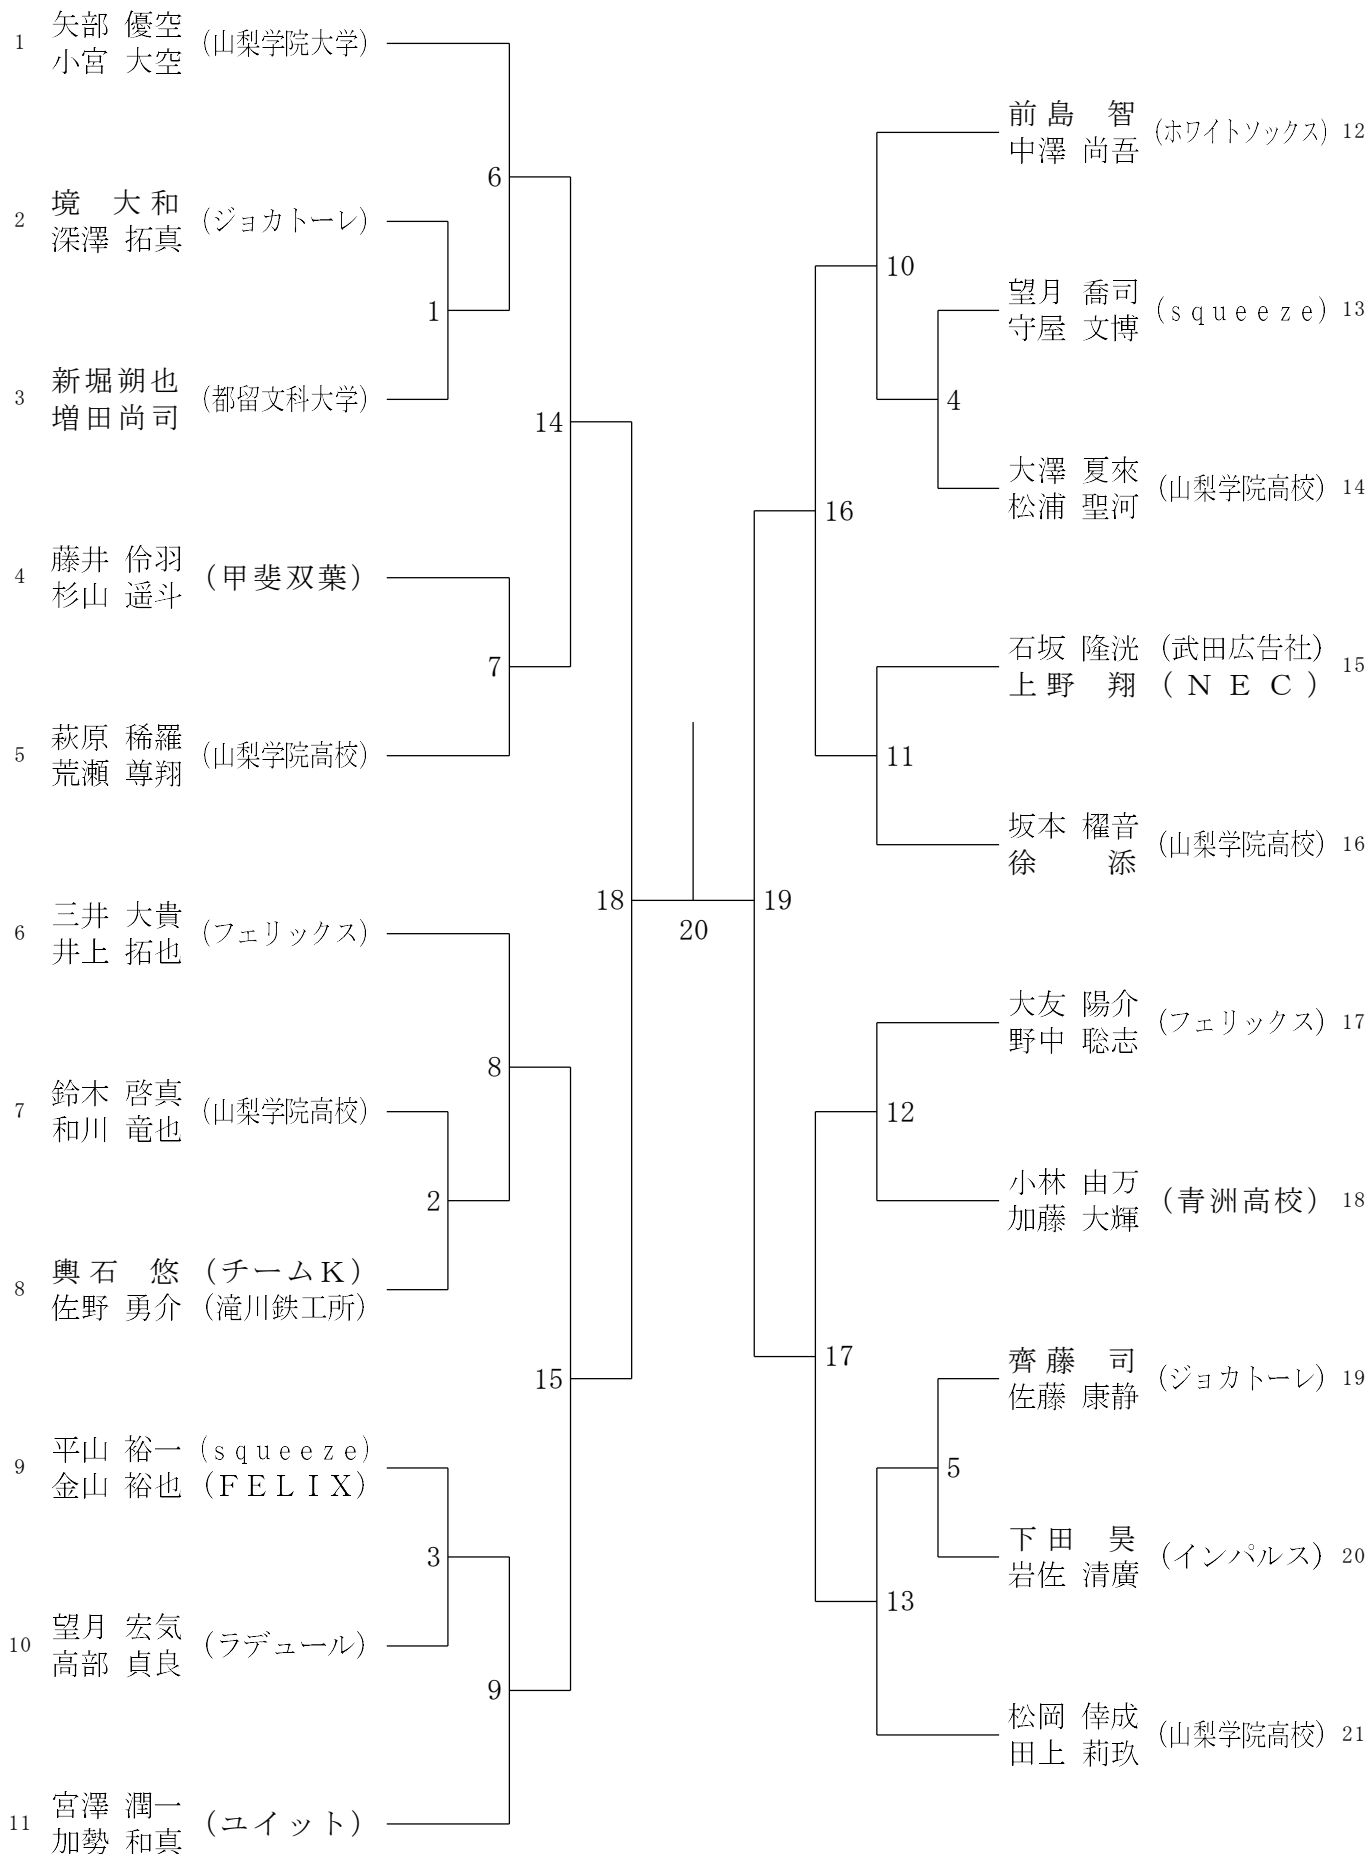 1 矢部 優空 (山梨学院大学)
小宮 大空
2 境 大和 (ジョカトーレ)
深澤 拓真
3 新堀朔也 (都留文科大学)
増田尚司
4 藤井 伶羽 (甲斐双葉)
杉山 遥斗
5 萩原 稀羅 (山梨学院高校)
荒瀬 尊翔
6 三井 大貴 (フェリックス)
井上 拓也
7 鈴木 啓真 (山梨学院高校)
和川 竜也
8 輿石 悠 (チームK)
佐野 勇介 (滝川鉄工所)
9 平山 裕一 (squeeze)
金山 裕也 (FELIX)
10 望月 宏気 (ラデュール)
高部 貞良
11 宮澤 潤一 (ユイット)
加勢 和真
6
1
14
7
18
8
2
15
3
9
20
19
10
4
16
11
12
17
5
13
前島 智 (ホワイトソックス) 12
中澤 尚吾
望月 喬司 (squeeze) 13
守屋 文博
大澤 夏來 (山梨学院高校) 14
松浦 聖河
石坂 隆洸 (武田広告社) 15
上野 翔 (NEC)
坂本 櫂音 (山梨学院高校) 16
徐 添
大友 陽介 (フェリックス) 17
野中 聡志
小林 由万 (青洲高校) 18
加藤 大輝
齊藤 司 (ジョカトーレ) 19
佐藤 康静
下田 昊 (インパルス) 20
岩佐 清廣
松岡 倖成 (山梨学院高校) 21
田上 莉玖